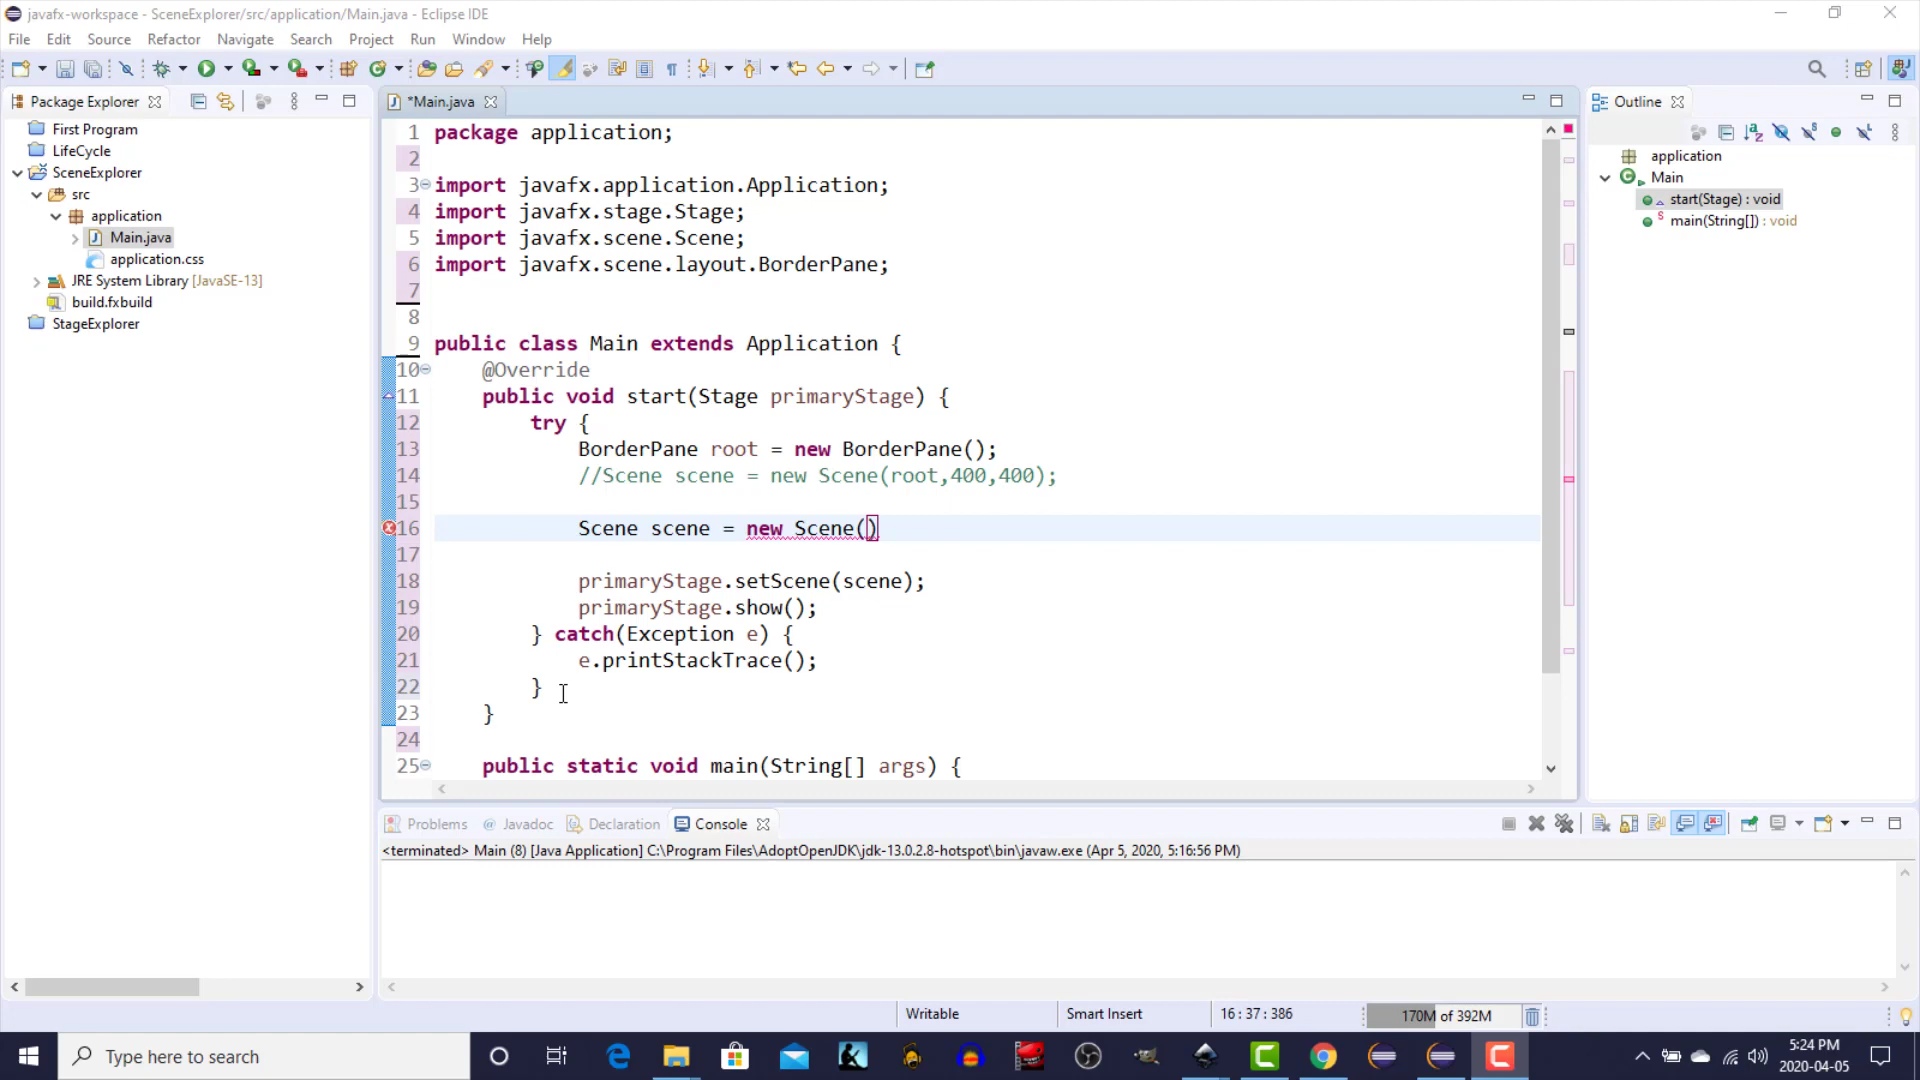 javafx-workspace - SceneExplorer/src/application/Main.java - Eclipse IDE
File Edit Source Refactor Navigate Search Project Run Window Help
Package Explorer
First Program
LifeCycle
SceneExplorer
src
application
Main.java
application.css
JRE System Library [JavaSE-13]
build.fxbuild
StageExplorer
*Main.java
1 package application;
2
3 import javafx.application.Application;
4 import javafx.stage.Stage;
5 import javafx.scene.Scene;
6 import javafx.scene.layout.BorderPane;
7
8
9 public class Main extends Application {
10 @Override
11 public void start(Stage primaryStage) {
12 try {
13 BorderPane root = new BorderPane();
14 //Scene scene = new Scene(root,400,400);
15
16 Scene scene = new Scene()
17
18 primaryStage.setScene(scene);
19 primaryStage.show();
20 } catch(Exception e) {
21 e.printStackTrace();
22 }
23 }
24
25 public static void main(String[] args) {
Outline
application
Main
start(Stage) : void
main(String[]) : void
Problems Javadoc Declaration Console
<terminated> Main (8) [Java Application] C:\Program Files\AdoptOpenJDK\jdk-13.0.2.8-hotspot\bin\javaw.exe (Apr 5, 2020, 5:16:56 PM)
Writable Smart Insert 16 : 37 : 386 170M of 392M
Type here to search
5:24 PM
2020-04-05